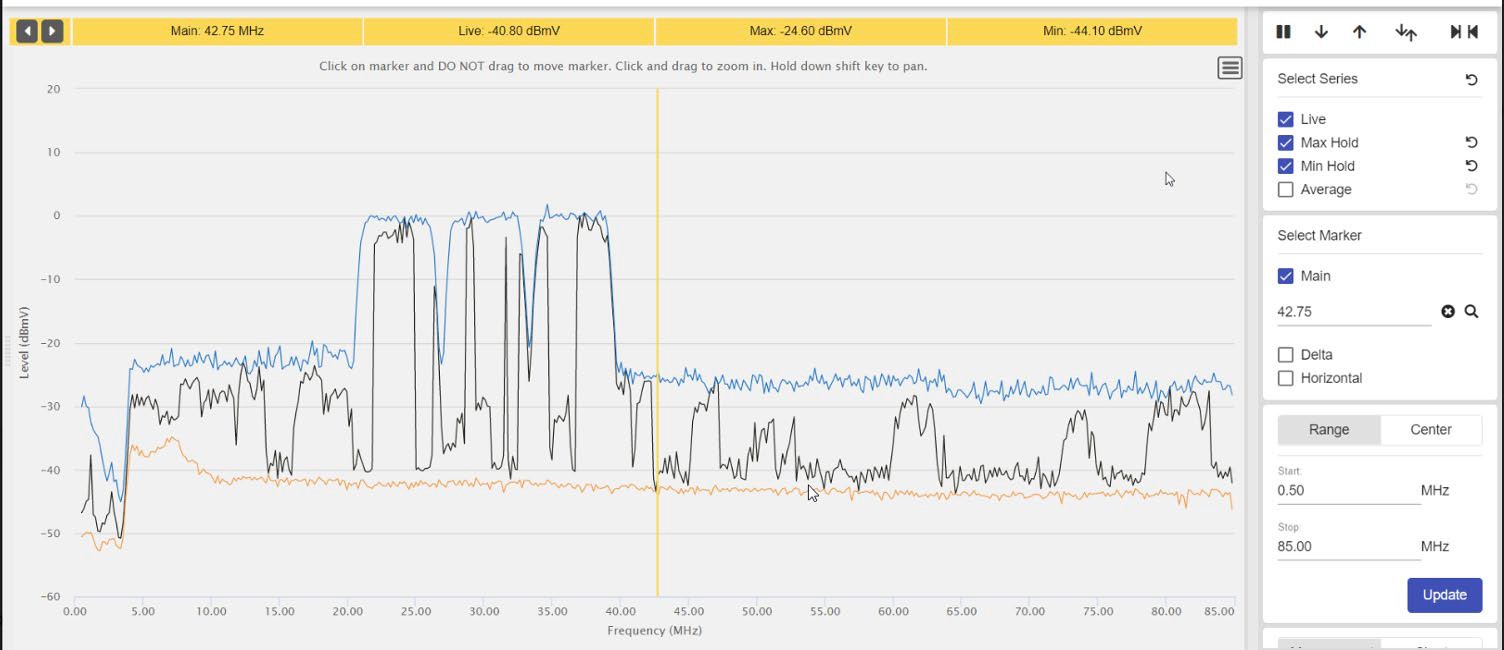 Main: 42.75 MHz
Live: -40.80 dBmV
Max: -24.60 dBmV
Min: -44.10 dBmV
Click on marker and DO NOT drag to move marker. Click and drag to zoom in. Hold down shift key to pan.
Level (dBmV)
20
10
0
−10
−20
−30
−40
−50
−60
0.00 5.00 10.00 15.00 20.00 25.00 30.00 35.00 40.00 45.00 50.00 55.00 60.00 65.00 70.00 75.00 80.00 85.00
Frequency (MHz)
Select Series
Live
Max Hold
Min Hold
Average
Select Marker
Main
42.75
Delta
Horizontal
Range Center
Start:
0.50 MHz
Stop:
85.00 MHz
Update